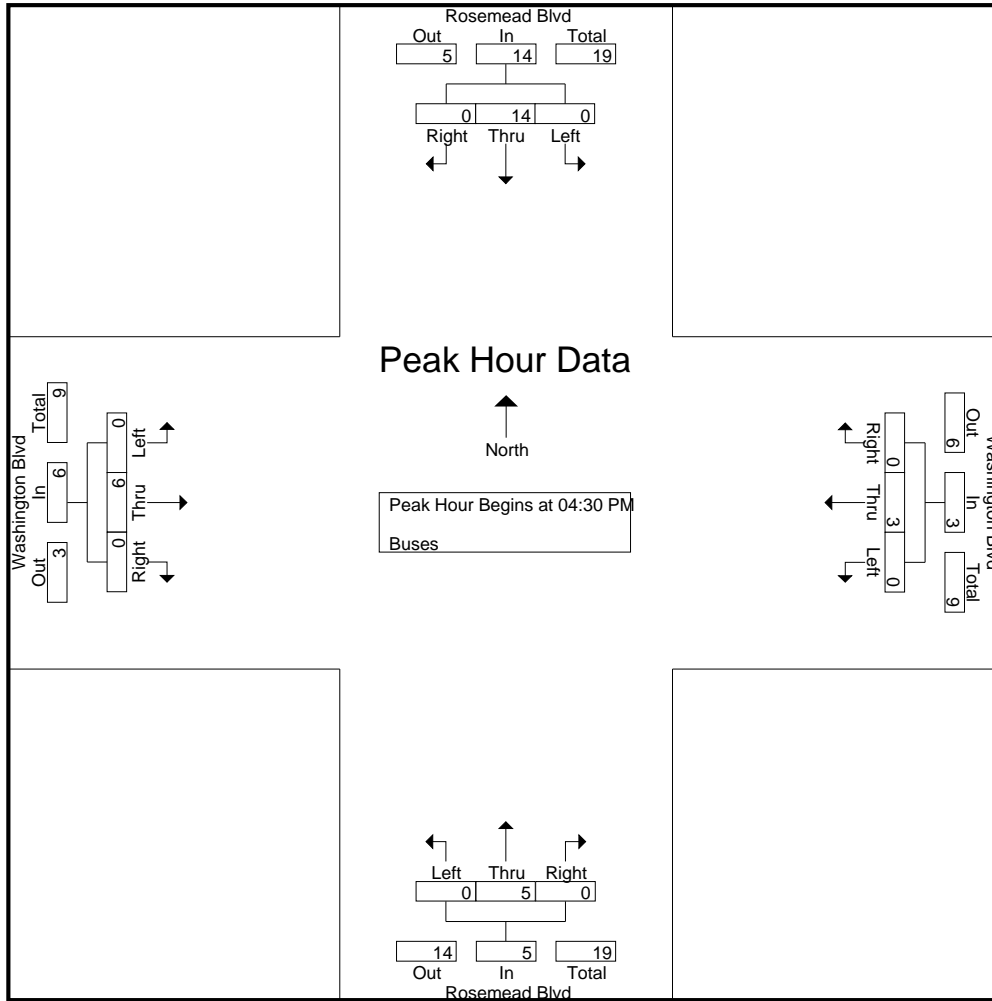 Rosemead Blvd
Out In Total
5 14 19
0 14 0
Right Thru Left
Peak Hour Data
North
Peak Hour Begins at 04:30 PM
Buses
Washington Blvd
Total In Out
9 6 3
0 6 0
Left Thru Right
Right Thru Left
0 3 0
Out In Total
6 3 9
Washington Blvd
Left Thru Right
0 5 0
14 5 19
Out In Total
Rosemead Blvd